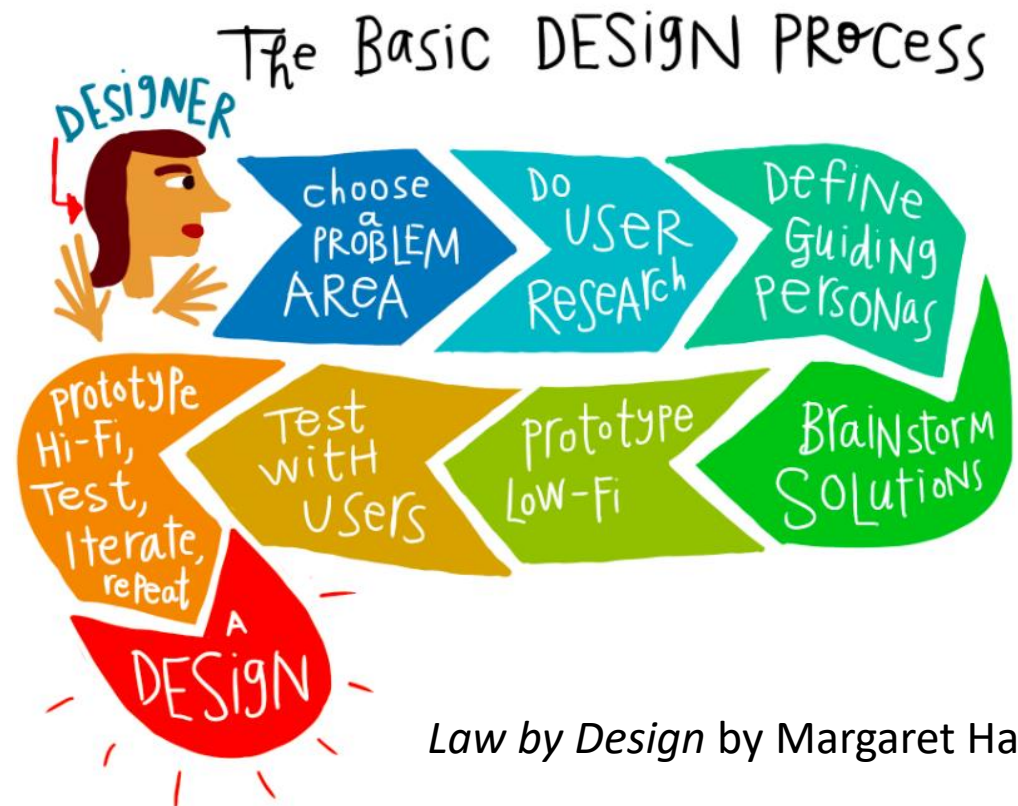 The Basic DESIGN PROCESS
DESIGNER
choose
a
PROBLEM
AREA
DO
USER
RESEARCH
Define
Guiding
Personas
Brainstorm
Solutions
Prototype
Low-Fi
Test
with
Users
Prototype
Hi-Fi,
Test,
Iterate,
repeat
A
DESIGN
Law by Design by Margaret Ha